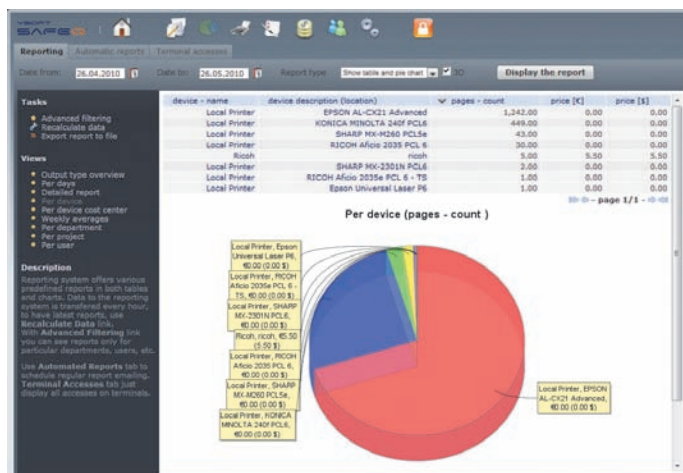 YSOFT
SAFEQ
Reporting Automatic reports Terminal accesses
Date from: 26.04.2010 Date to: 26.05.2010 Report type Show table and pie chart 3D Display the report
Tasks
Advanced filtering
Recalculate data
Export report to file
Views
Output type overview
Per days
Detailed report
Per device
Per device cost center
Weekly averages
Per department
Per project
Per user
Description
Reporting system offers various
predefined reports in both tables
and charts. Data to the reporting
system is transfered every hour,
to have latest reports, use
Recalculate Data link.
With Advanced Filtering link
you can see reports only for
particular departments, users, etc.
Use Automated Reports tab to
schedule regular report emailing.
Terminal Accesses tab just
display all accesses on terminals.
device - name device description (location) pages - count price [€] price [$]
Local Printer EPSON AL-CX21 Advanced 1,242.00 0.00 0.00
Local Printer KONICA MINOLTA 240f PCL6 449.00 0.00 0.00
Local Printer SHARP MX-M260 PCL5e 43.00 0.00 0.00
Local Printer RICOH Aficio 2035 PCL 6 30.00 0.00 0.00
Ricoh ricoh 5.00 5.50 5.50
Local Printer SHARP MX-2301N PCL6 2.00 0.00 0.00
Local Printer RICOH Aficio 2035e PCL 6 - TS 1.00 0.00 0.00
Local Printer Epson Universal Laser P6 1.00 0.00 0.00
- page 1/1 -
Per device (pages - count )
Local Printer, Epson
Universal Laser P6,
€0.00 (0.00 $)
Local Printer, RICOH
Aficio 2035e PCL 6 -
TS, €0.00 (0.00 $)
Local Printer, SHARP
MX-2301N PCL6,
€0.00 (0.00 $)
Ricoh, ricoh, €5.50
(5.50 $)
Local Printer, RICOH
Aficio 2035 PCL 6,
€0.00 (0.00 $)
Local Printer, SHARP
MX-M260 PCL5e,
€0.00 (0.00 $)
Local Printer, KONICA
MINOLTA 240f PCL6,
€0.00 (0.00 $)
Local Printer, EPSON
AL-CX21 Advanced,
€0.00 (0.00 $)